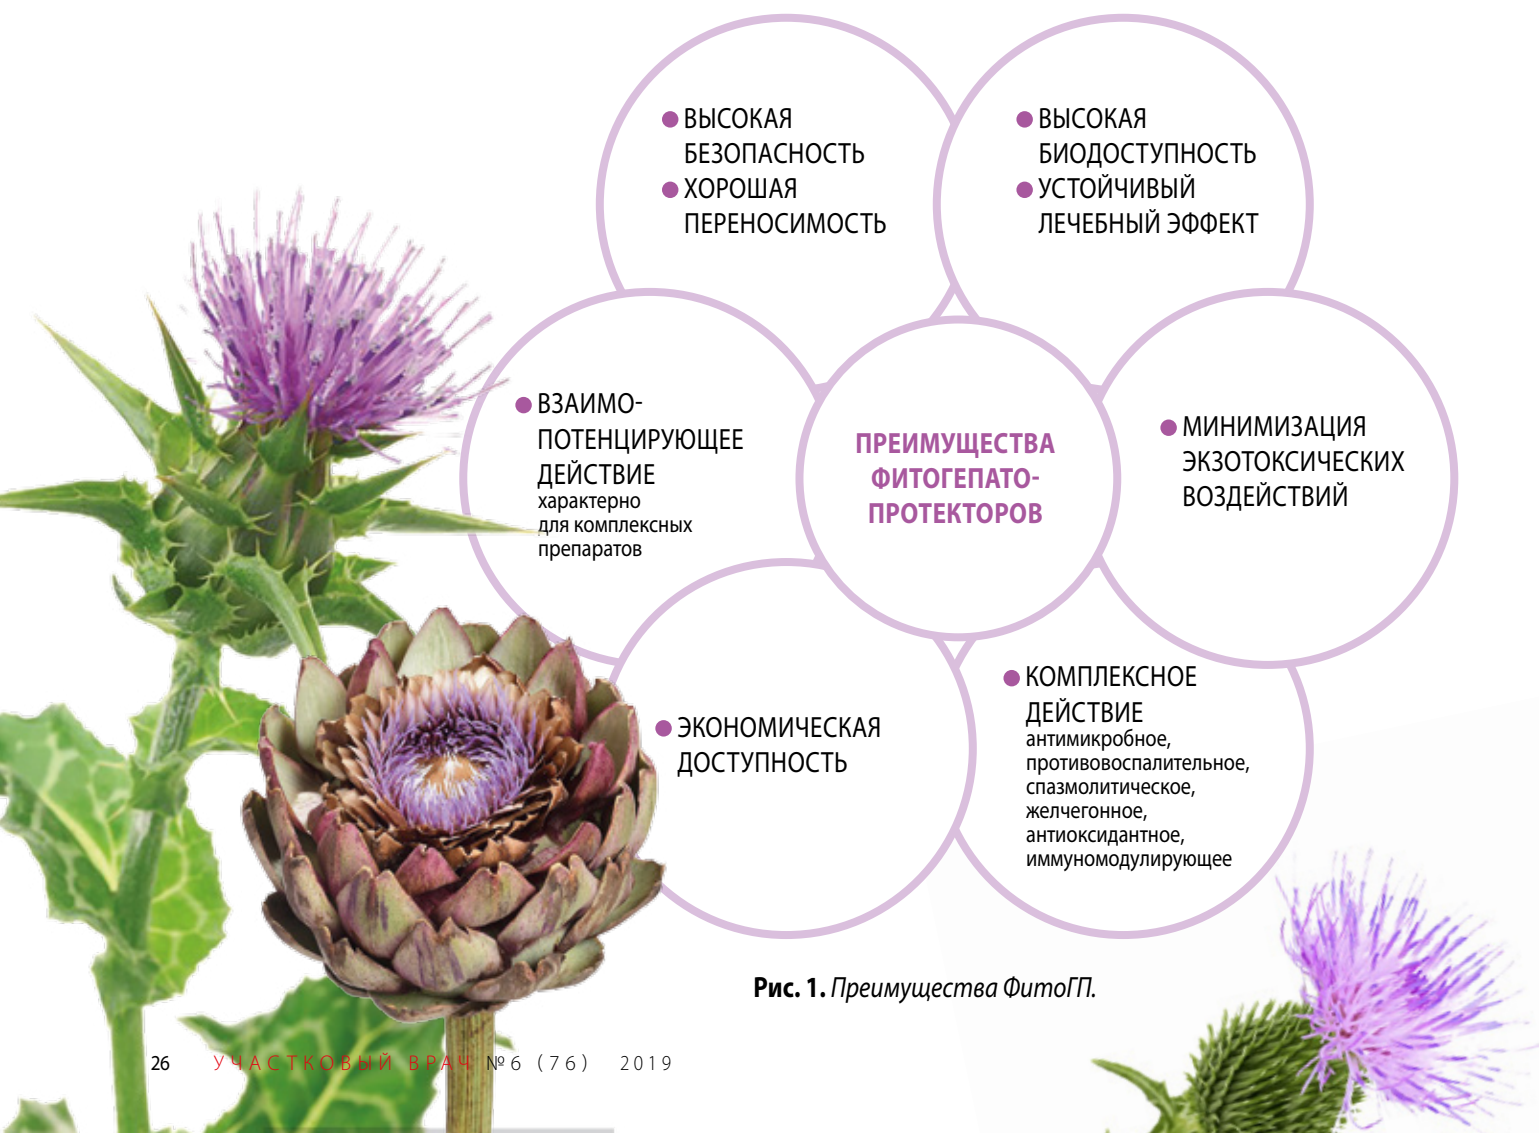 ● ВЫСОКАЯ
БЕЗОПАСНОСТЬ
● ХОРОШАЯ
ПЕРЕНОСИМОСТЬ
● ВЫСОКАЯ
БИОДОСТУПНОСТЬ
● УСТОЙЧИВЫЙ
ЛЕЧЕБНЫЙ ЭФФЕКТ
● ВЗАИМО-
ПОТЕНЦИРУЮЩЕЕ
ДЕЙСТВИЕ
характерно
для комплексных
препаратов
ПРЕИМУЩЕСТВА
ФИТОГЕПАТО-
ПРОТЕКТОРОВ
● МИНИМИЗАЦИЯ
ЭКЗОТОКСИЧЕСКИХ
ВОЗДЕЙСТВИЙ
● ЭКОНОМИЧЕСКАЯ
ДОСТУПНОСТЬ
● КОМПЛЕКСНОЕ
ДЕЙСТВИЕ
антимикробное,
противовоспалительное,
спазмолитическое,
желчегонное,
антиоксидантное,
иммуномодулирующее
Рис. 1. Преимущества ФитоГП.
26 УЧАСТКОВЫЙ ВРАЧ №6 (76) 2019